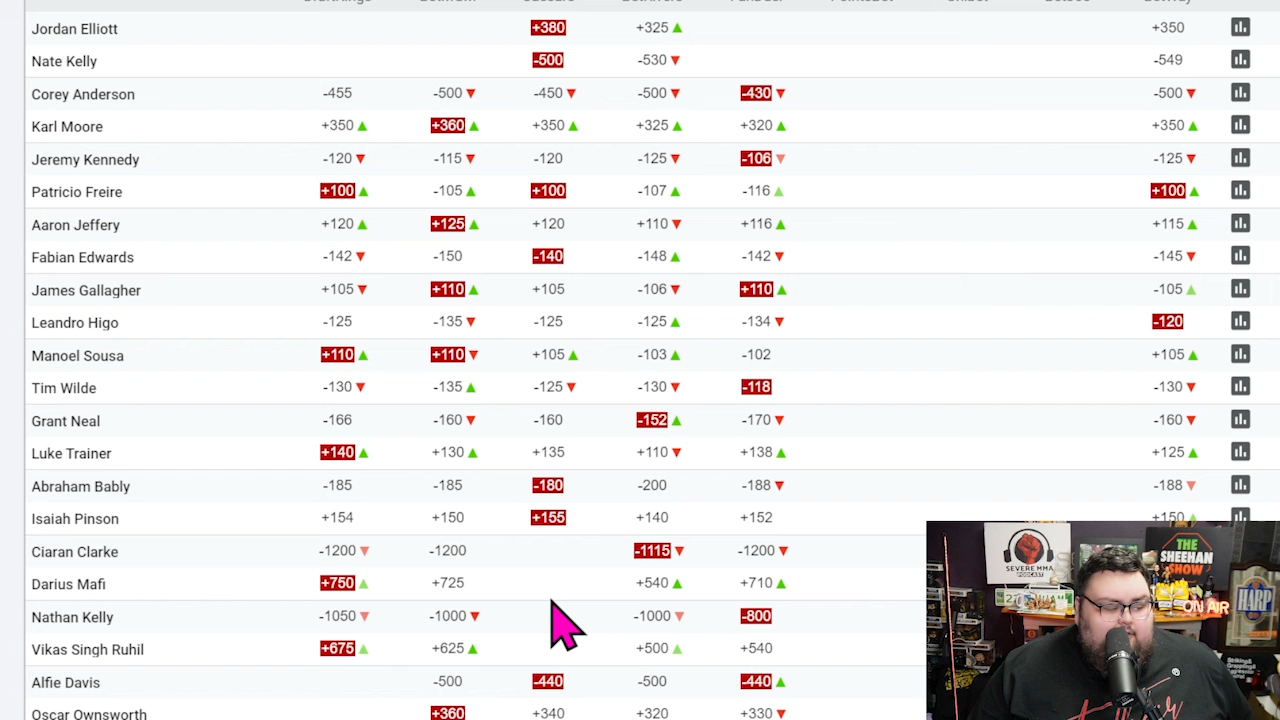 Jordan Elliott +380 +325 +350
Nate Kelly -500 -530 -549
Corey Anderson -455 -500 -450 -500 -430 -500
Karl Moore +350 +360 +350 +325 +320 +350
Jeremy Kennedy -120 -115 -120 -125 -106 -125
Patricio Freire +100 -105 +100 -107 -116 +100
Aaron Jeffery +120 +125 +120 +110 +116 +115
Fabian Edwards -142 -150 -140 -148 -142 -145
James Gallagher +105 +110 +105 -106 +110 -105
Leandro Higo -125 -135 -125 -125 -134 -120
Manoel Sousa +110 +110 +105 -103 -102 +105
Tim Wilde -130 -135 -125 -130 -118 -130
Grant Neal -166 -160 -160 -152 -170 -160
Luke Trainer +140 +130 +135 +110 +138 +125
Abraham Bably -185 -185 -180 -200 -188 -188
Isaiah Pinson +154 +150 +155 +140 +152 +150
Ciaran Clarke -1200 -1200 -1115 -1200
Darius Mafi +750 +725 +540 +710
Nathan Kelly -1050 -1000 -1000 -800
Vikas Singh Ruhil +675 +625 +500 +540
Alfie Davis -500 -440 -500 -440
Oscar Ownsworth +360 +340 +320 +330
SEVERE MMA
PODCAST
THE
SHEEHAN
SHOW
ON AIR
HARP